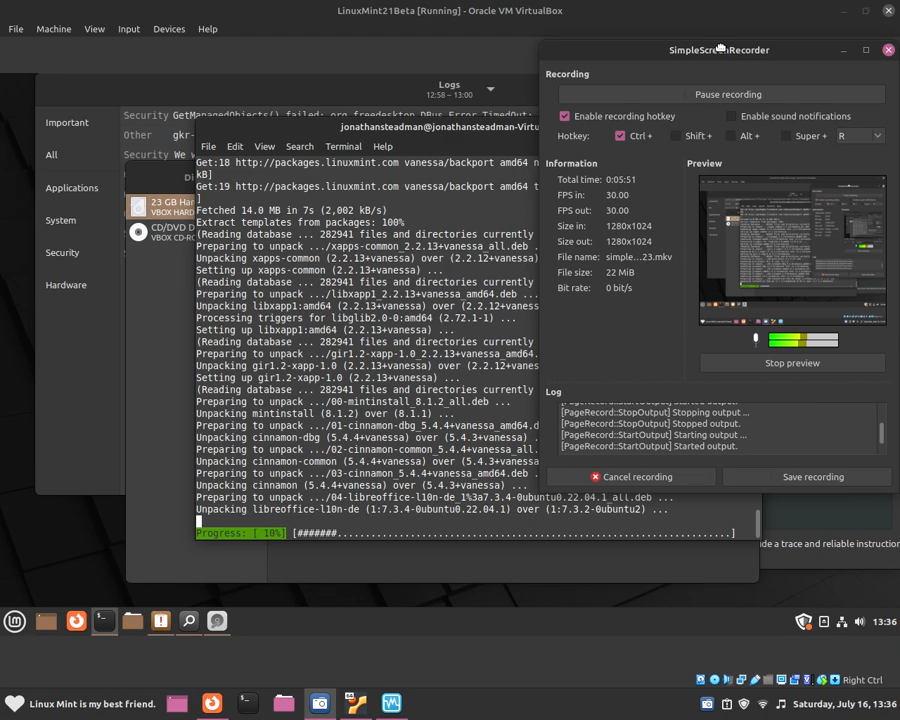 LinuxMint21Beta [Running] - Oracle VM VirtualBox
File Machine View Input Devices Help
Logs
12:58 – 13:00
Important
All
Applications
System
Security
Hardware
Security GetManagedObjects() failed: org.freedesktop.DBus.Error.TimedOut:
Other gkr-
Security We w
Di
23 GB Har
VBOX HARD
CD/DVD D
VBOX CD-RO
jonathansteadman@jonathansteadman-Virtu
File Edit View Search Terminal Help
Get:18 http://packages.linuxmint.com vanessa/backport amd64 n
kB]
Get:19 http://packages.linuxmint.com vanessa/backport amd64 t
]
Fetched 14.0 MB in 7s (2,002 kB/s)
Extract templates from packages: 100%
(Reading database ... 282941 files and directories currently
Preparing to unpack .../xapps-common_2.2.13+vanessa_all.deb .
Unpacking xapps-common (2.2.13+vanessa) over (2.2.12+vanessa)
Setting up xapps-common (2.2.13+vanessa) ...
(Reading database ... 282941 files and directories currently
Preparing to unpack .../libxapp1_2.2.13+vanessa_amd64.deb ...
Unpacking libxapp1:amd64 (2.2.13+vanessa) over (2.2.12+vaness
Processing triggers for libglib2.0-0:amd64 (2.72.1-1) ...
Setting up libxapp1:amd64 (2.2.13+vanessa) ...
(Reading database ... 282941 files and directories currently
Preparing to unpack .../gir1.2-xapp-1.0_2.2.13+vanessa_amd64.
Unpacking gir1.2-xapp-1.0 (2.2.13+vanessa) over (2.2.12+vanes
Setting up gir1.2-xapp-1.0 (2.2.13+vanessa) ...
(Reading database ... 282941 files and directories currently
Preparing to unpack .../00-mintinstall_8.1.2_all.deb ...
Unpacking mintinstall (8.1.2) over (8.1.1) ...
Preparing to unpack .../01-cinnamon-dbg_5.4.4+vanessa_amd64.d
Unpacking cinnamon-dbg (5.4.4+vanessa) over (5.4.3+vanessa) .
Preparing to unpack .../02-cinnamon-common_5.4.4+vanessa_all.
Unpacking cinnamon-common (5.4.4+vanessa) over (5.4.3+vanessa
Preparing to unpack .../03-cinnamon_5.4.4+vanessa_amd64.deb .
Unpacking cinnamon (5.4.4+vanessa) over (5.4.3+vanessa) ...
Preparing to unpack .../04-libreoffice-l10n-de_1%3a7.3.4-0ubuntu0.22.04.1_all.deb ...
Unpacking libreoffice-l10n-de (1:7.3.4-0ubuntu0.22.04.1) over (1:7.3.2-0ubuntu2) ...
Progress: [ 10%] [#######.................................................................]
SimpleScreenRecorder
Recording
Pause recording
Enable recording hotkey Enable sound notifications
Hotkey: Ctrl + Shift + Alt + Super + R
Information
Total time: 0:05:51
FPS in: 30.00
FPS out: 30.00
Size in: 1280x1024
Size out: 1280x1024
File name: simple....23.mkv
File size: 22 MiB
Bit rate: 0 bit/s
Preview
Stop preview
Log
[PageRecord::StartOutput] Started output.
[PageRecord::StopOutput] Stopping output ...
[PageRecord::StopOutput] Stopped output.
[PageRecord::StartOutput] Starting output ...
[PageRecord::StartOutput] Started output.
Cancel recording Save recording
ide a trace and reliable instruction
13:36
Right Ctrl
Linux Mint is my best friend.
Saturday, July 16, 13:36